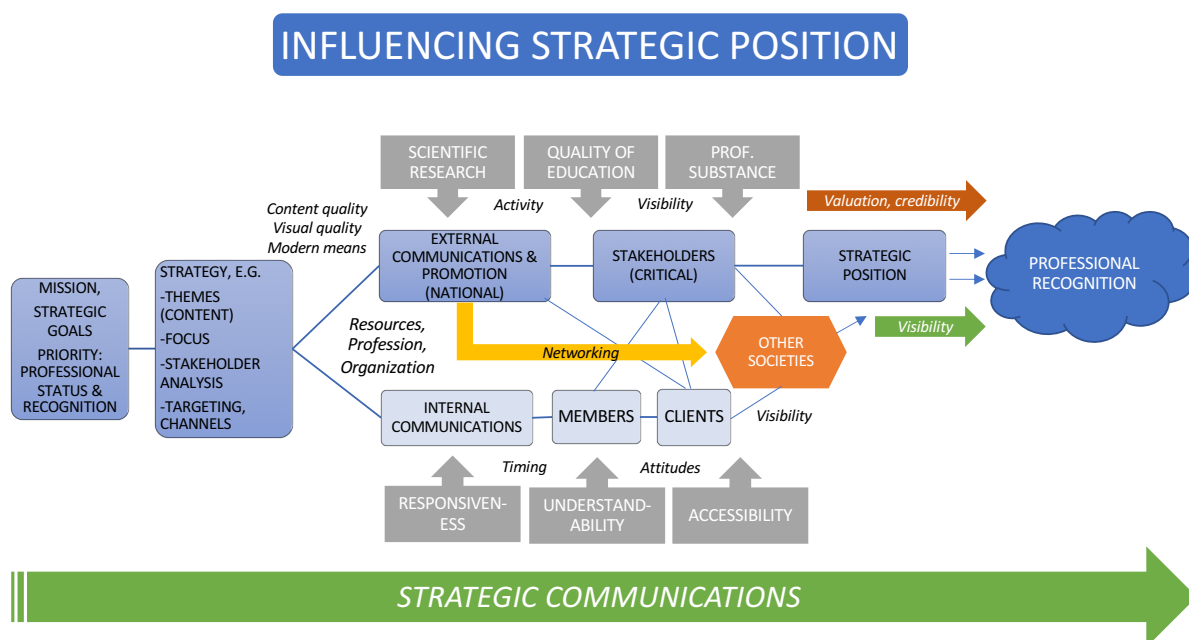 INFLUENCING STRATEGIC POSITION
SCIENTIFIC
RESEARCH
QUALITY OF
EDUCATION
PROF.
SUBSTANCE
Content quality
Visual quality
Modern means
Activity
Visibility
Valuation, credibility
MISSION,
STRATEGIC
GOALS
PRIORITY:
PROFESSIONAL
STATUS &
RECOGNITION
STRATEGY, E.G.
-THEMES
(CONTENT)
-FOCUS
-STAKEHOLDER
ANALYSIS
-TARGETING,
CHANNELS
EXTERNAL
COMMUNICATIONS &
PROMOTION
(NATIONAL)
STAKEHOLDERS
(CRITICAL)
STRATEGIC
POSITION
PROFESSIONAL
RECOGNITION
Resources,
Profession,
Organization
Networking
OTHER
SOCIETIES
Visibility
INTERNAL
COMMUNICATIONS
MEMBERS
CLIENTS
Visibility
Timing
Attitudes
RESPONSIVEN-
ESS
UNDERSTAND-
ABILITY
ACCESSIBILITY
STRATEGIC COMMUNICATIONS